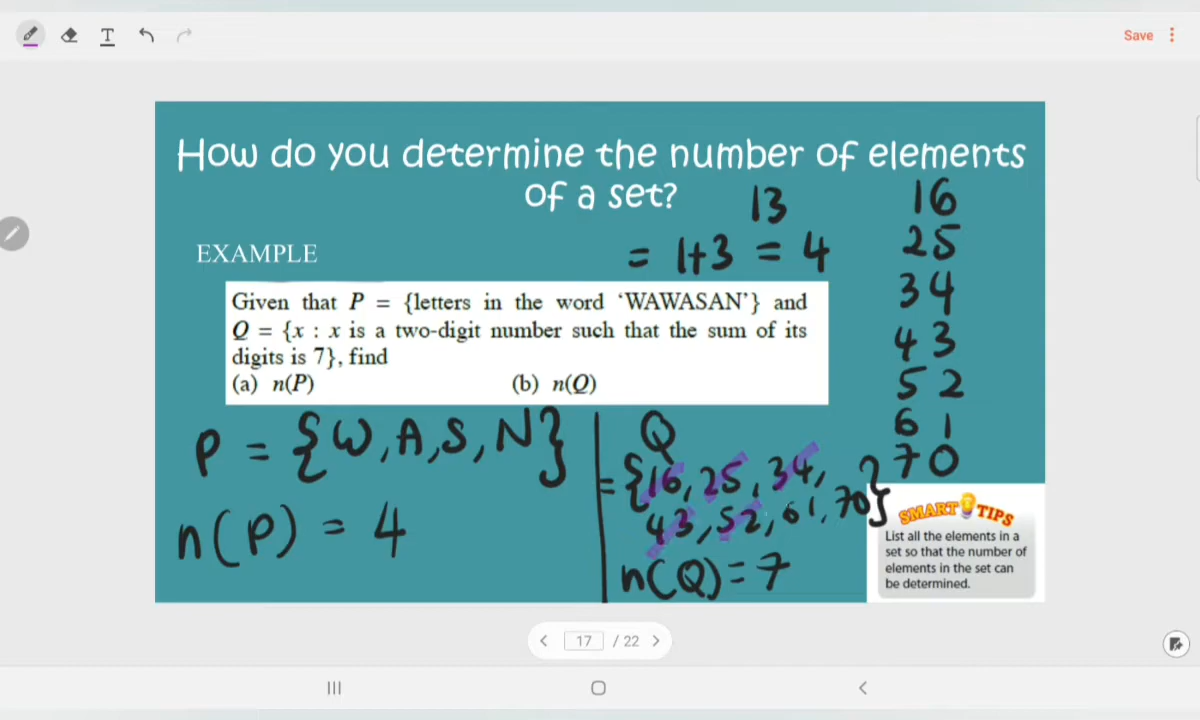 T
Save
How do you determine the number of elements
of a set?
13
= 1+3 = 4
16
25
34
43
52
61
70
EXAMPLE
Given that P = {letters in the word ‘WAWASAN’} and
Q = {x : x is a two-digit number such that the sum of its
digits is 7}, find
(a) n(P) (b) n(Q)
P = {W,A,S,N}
n(P) = 4
Q
={16,25,34,
43,52,61,70}
n(Q)=7
SMART TIPS
List all the elements in a
set so that the number of
elements in the set can
be determined.
17 / 22